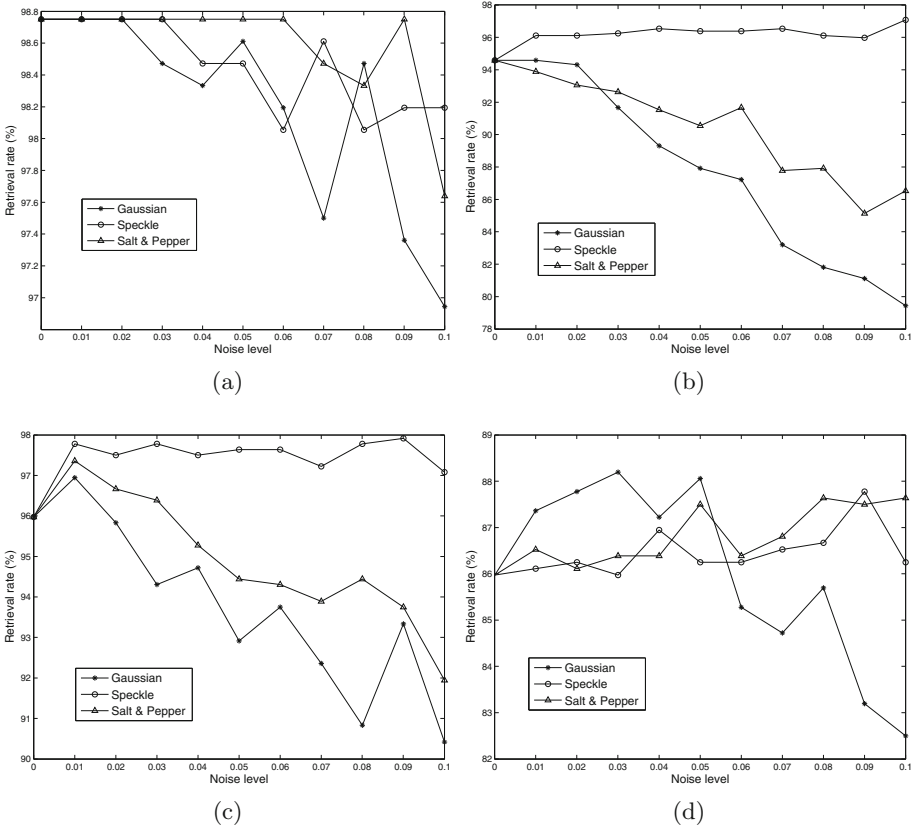 98.8
98.6
98.4
98.2
98
97.8
97.6
97.4
97.2
97
Retrieval rate (%)
Gaussian
Speckle
Salt & Pepper
0 0.01 0.02 0.03 0.04 0.05 0.06 0.07 0.08 0.09 0.1
Noise level
(a)
98
96
94
92
90
88
86
84
82
80
78
Retrieval rate (%)
Gaussian
Speckle
Salt & Pepper
0 0.01 0.02 0.03 0.04 0.05 0.06 0.07 0.08 0.09 0.1
Noise level
(b)
98
97
96
95
94
93
92
91
90
Retrieval rate (%)
Gaussian
Speckle
Salt & Pepper
0 0.01 0.02 0.03 0.04 0.05 0.06 0.07 0.08 0.09 0.1
Noise level
(c)
89
88
87
86
85
84
83
82
Retrieval rate (%)
Gaussian
Speckle
Salt & Pepper
0 0.01 0.02 0.03 0.04 0.05 0.06 0.07 0.08 0.09 0.1
Noise level
(d)